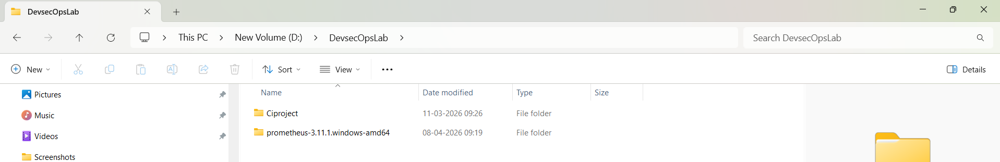 DevsecOpsLab
This PC New Volume (D:) DevsecOpsLab Search DevsecOpsLab
New Sort View Details
Name Date modified Type Size
Pictures
Music
Videos
Screenshots
Ciproject 11-03-2026 09:26 File folder
prometheus-3.11.1.windows-amd64 08-04-2026 09:19 File folder